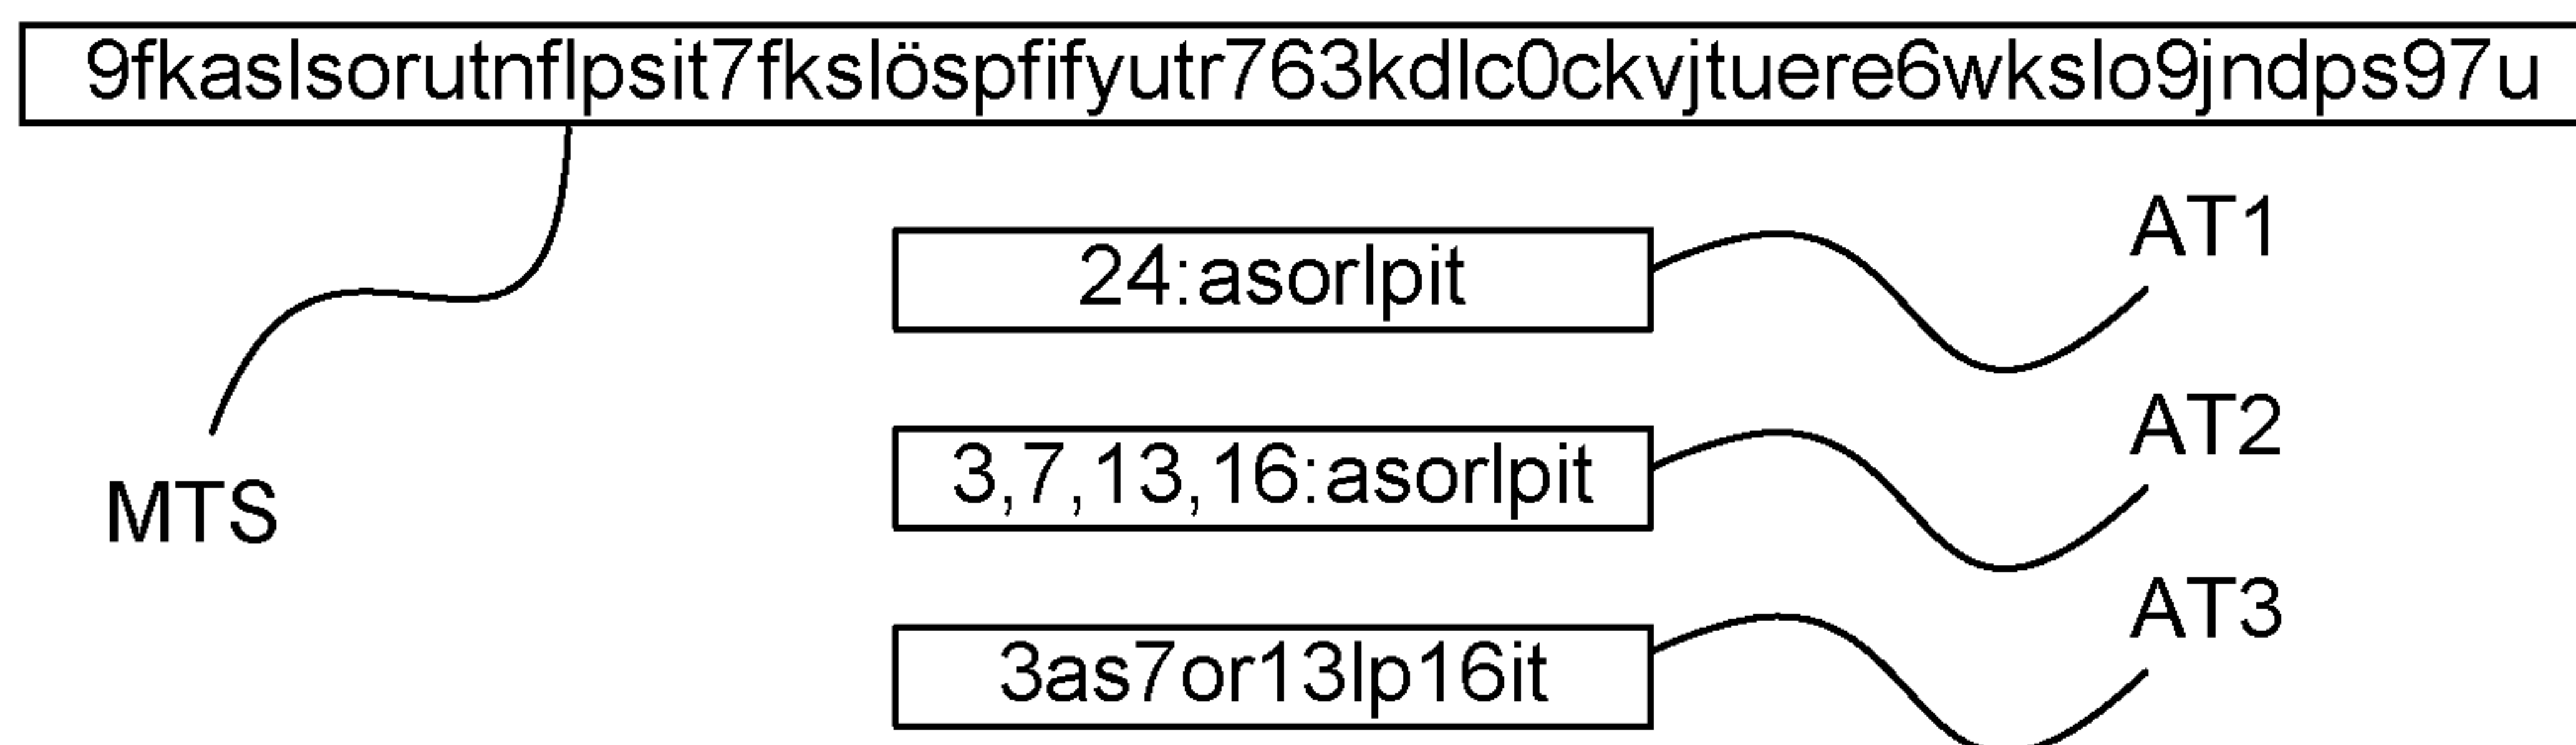 9fkaslsorutnflpsit7fkslöspfifyutr763kdlc0ckvjtuere6wkslo9jndps97u
AT1
24:asorlpit
AT2
3,7,13,16:asorlpit
MTS
AT3
3as7or13lp16it